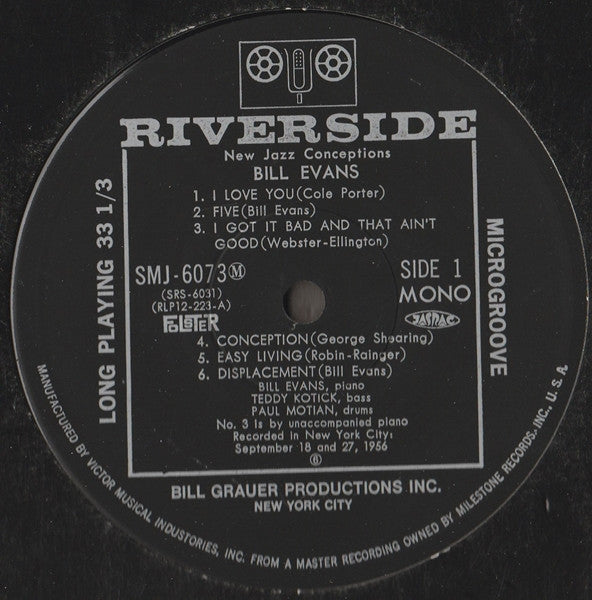 RIVERSIDE
New Jazz Conceptions
BILL EVANS
1. I LOVE YOU(Cole Porter)
2. FIVE(Bill Evans)
3. I GOT IT BAD AND THAT AIN'T
GOOD(Webster-Ellington)
SMJ-6073Ⓜ
(SRS-6031)
(RLP12-223-A)
POLYSTER
SIDE 1
MONO
JASRAC
4. CONCEPTION(George Shearing)
5. EASY LIVING(Robin-Rainger)
6. DISPLACEMENT(Bill Evans)
BILL EVANS, piano
TEDDY KOTICK, bass
PAUL MOTIAN, drums
No. 3 is by unaccompanied piano
Recorded in New York City:
September 18 and 27, 1956
BILL GRAUER PRODUCTIONS INC.
NEW YORK CITY
LONG PLAYING 33 1/3
MICROGROOVE
MANUFACTURED BY VICTOR MUSICAL INDUSTRIES, INC. FROM A MASTER RECORDING OWNED BY MILESTONE RECORDS, INC., U.S.A.